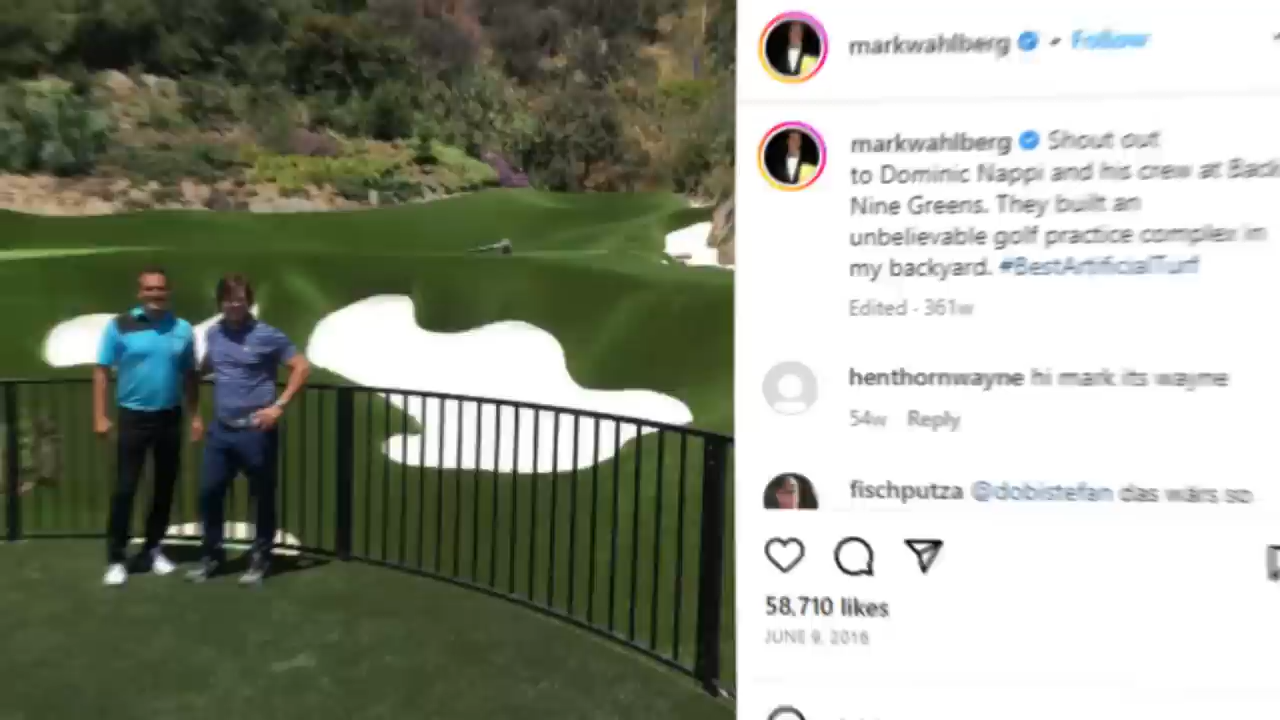 markwahlberg • Follow
markwahlberg Shout out
to Dominic Nappi and his crew at Back
Nine Greens. They built an
unbelievable golf practice complex in
my backyard. #BestArtificialTurf
Edited · 361w
henthornwayne hi mark its wayne
54w Reply
fischputza @dobistefan das wärs so
58,710 likes
JUNE 9, 2016